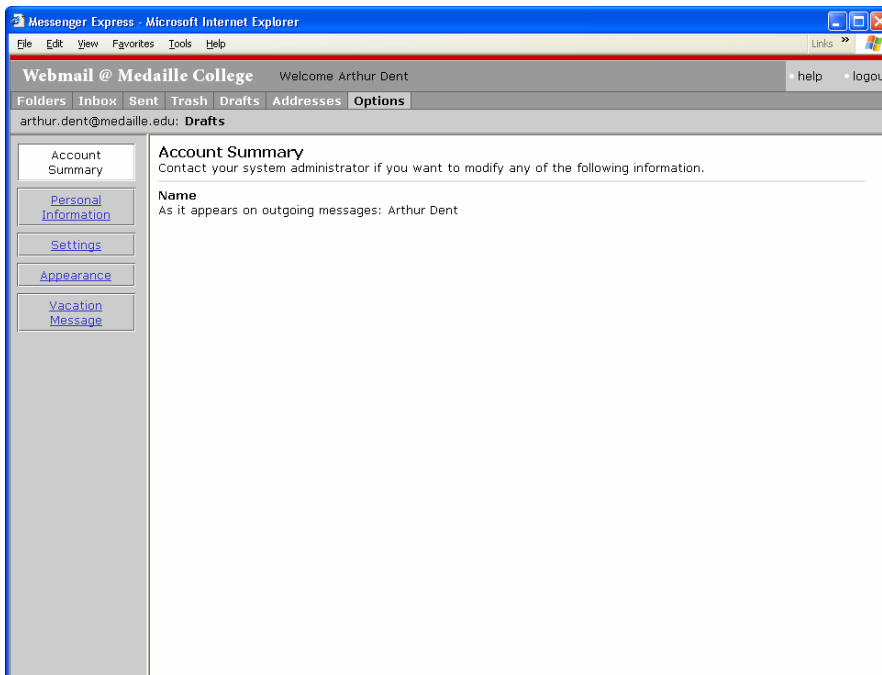 Messenger Express - Microsoft Internet Explorer
File Edit View Favorites Tools Help Links »
Webmail @ Medaille College Welcome Arthur Dent help logou
Folders Inbox Sent Trash Drafts Addresses Options
arthur.dent@medaille.edu: Drafts
Account
Summary
Personal
Information
Settings
Appearance
Vacation
Message
Account Summary
Contact your system administrator if you want to modify any of the following information.
Name
As it appears on outgoing messages: Arthur Dent